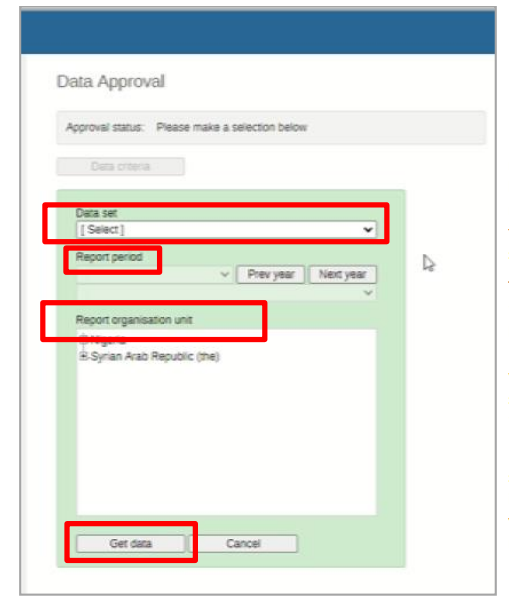 Data Approval
Approval status: Please make a selection below
Data criteria
Data set
[ Select ]
Report period
Prev year Next year
Report organisation unit
Nigeria
Syrian Arab Republic (the)
Get data Cancel